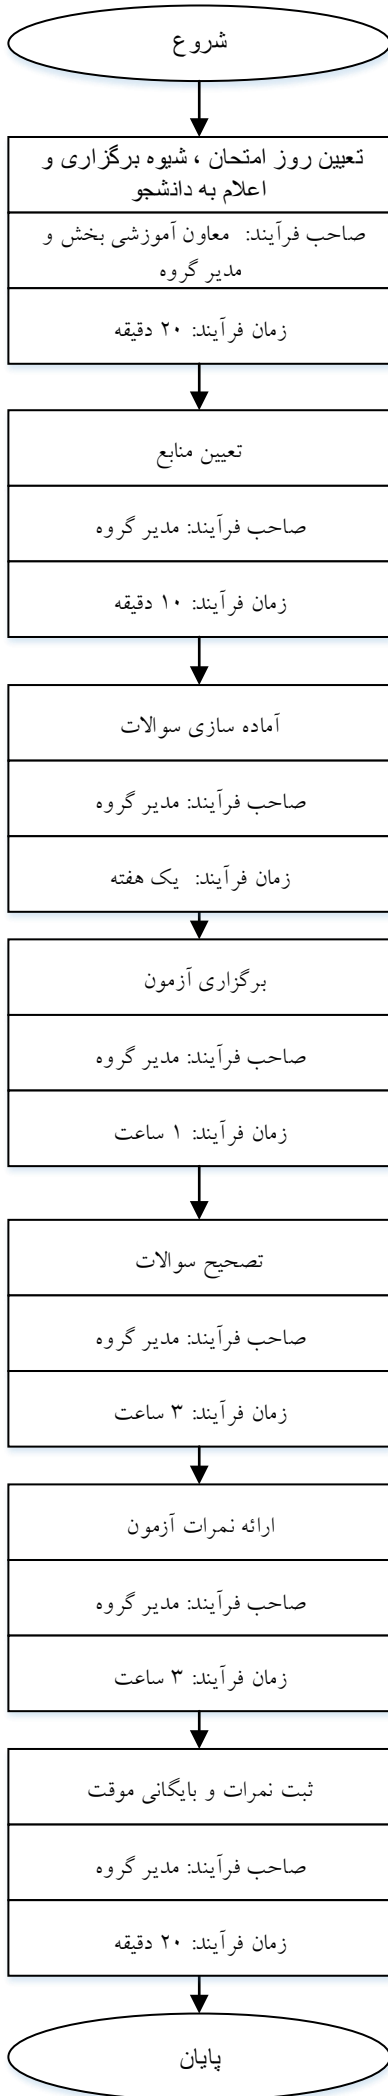 شروع
تعیین روز امتحان ، شیوه برگزاری و
اعلام به دانشجو
صاحب فرآیند: معاون آموزشی بخش و
مدیر گروه
زمان فرآیند: ۲۰ دقیقه
تعیین منابع
صاحب فرآیند: مدیر گروه
زمان فرآیند: ۱۰ دقیقه
آماده سازی سوالات
صاحب فرآیند: مدیر گروه
زمان فرآیند: یک هفته
برگزاری آزمون
صاحب فرآیند: مدیر گروه
زمان فرآیند: ۱ ساعت
تصحیح سوالات
صاحب فرآیند: مدیر گروه
زمان فرآیند: ۳ ساعت
ارائه نمرات آزمون
صاحب فرآیند: مدیر گروه
زمان فرآیند: ۳ ساعت
ثبت نمرات و بایگانی موقت
صاحب فرآیند: مدیر گروه
زمان فرآیند: ۲۰ دقیقه
پایان